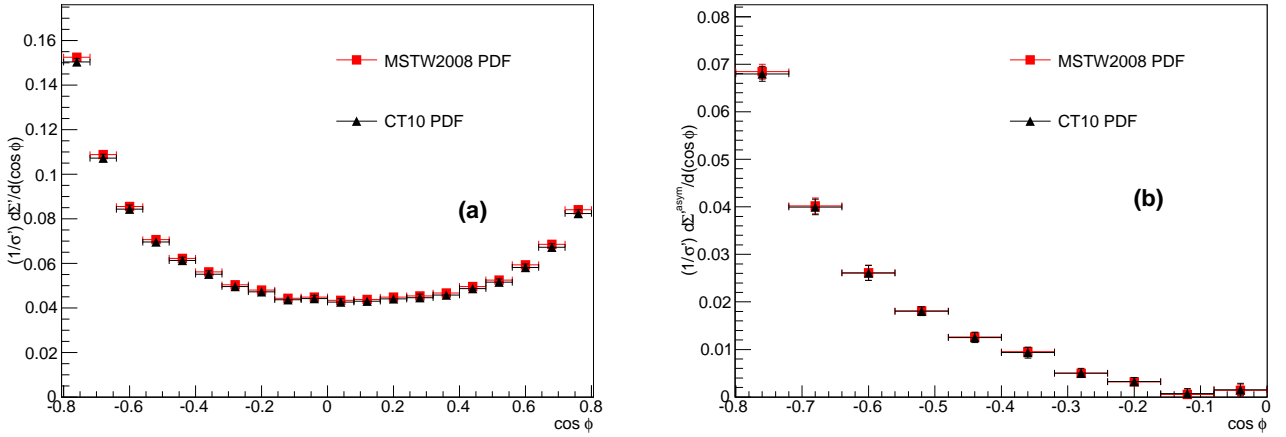 (1/σ') dΣ'/d(cos ϕ)
0.16
0.14
0.12
0.1
0.08
0.06
0.04
0.02
0
MSTW2008 PDF
CT10 PDF
(a)
-0.8 -0.6 -0.4 -0.2 0 0.2 0.4 0.6 0.8
cos ϕ
(1/σ') dΣ'^asym/d(cos ϕ)
0.08
0.07
0.06
0.05
0.04
0.03
0.02
0.01
0
MSTW2008 PDF
CT10 PDF
(b)
-0.8 -0.7 -0.6 -0.5 -0.4 -0.3 -0.2 -0.1 0
cos ϕ